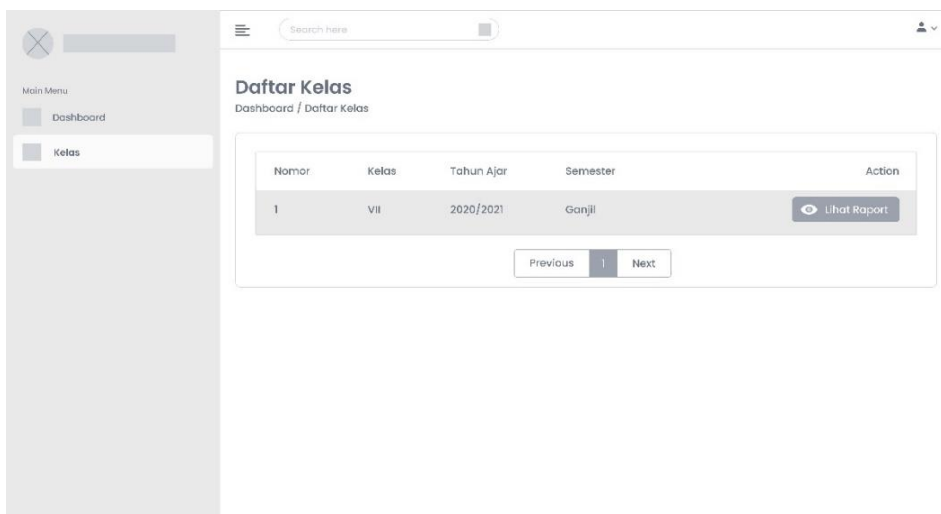 Search here
Main Menu
Dashboard
Kelas
Daftar Kelas
Dashboard / Daftar Kelas
Nomor Kelas Tahun Ajar Semester Action
1 VII 2020/2021 Ganjil Lihat Raport
Previous 1 Next